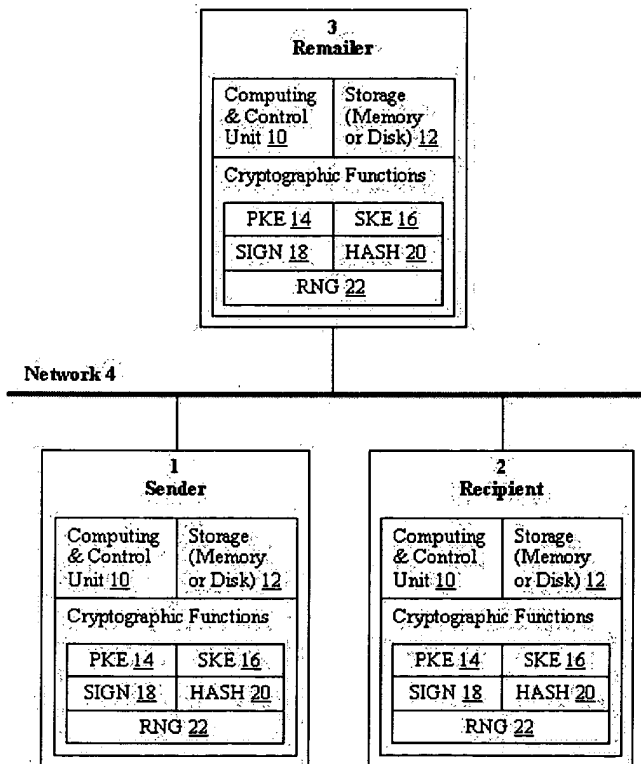 3
Remailer
Computing & Control Unit 10
Storage (Memory or Disk) 12
Cryptographic Functions
PKE 14
SKE 16
SIGN 18
HASH 20
RNG 22
Network 4
1
Sender
Computing & Control Unit 10
Storage (Memory or Disk) 12
Cryptographic Functions
PKE 14
SKE 16
SIGN 18
HASH 20
RNG 22
2
Recipient
Computing & Control Unit 10
Storage (Memory or Disk) 12
Cryptographic Functions
PKE 14
SKE 16
SIGN 18
HASH 20
RNG 22